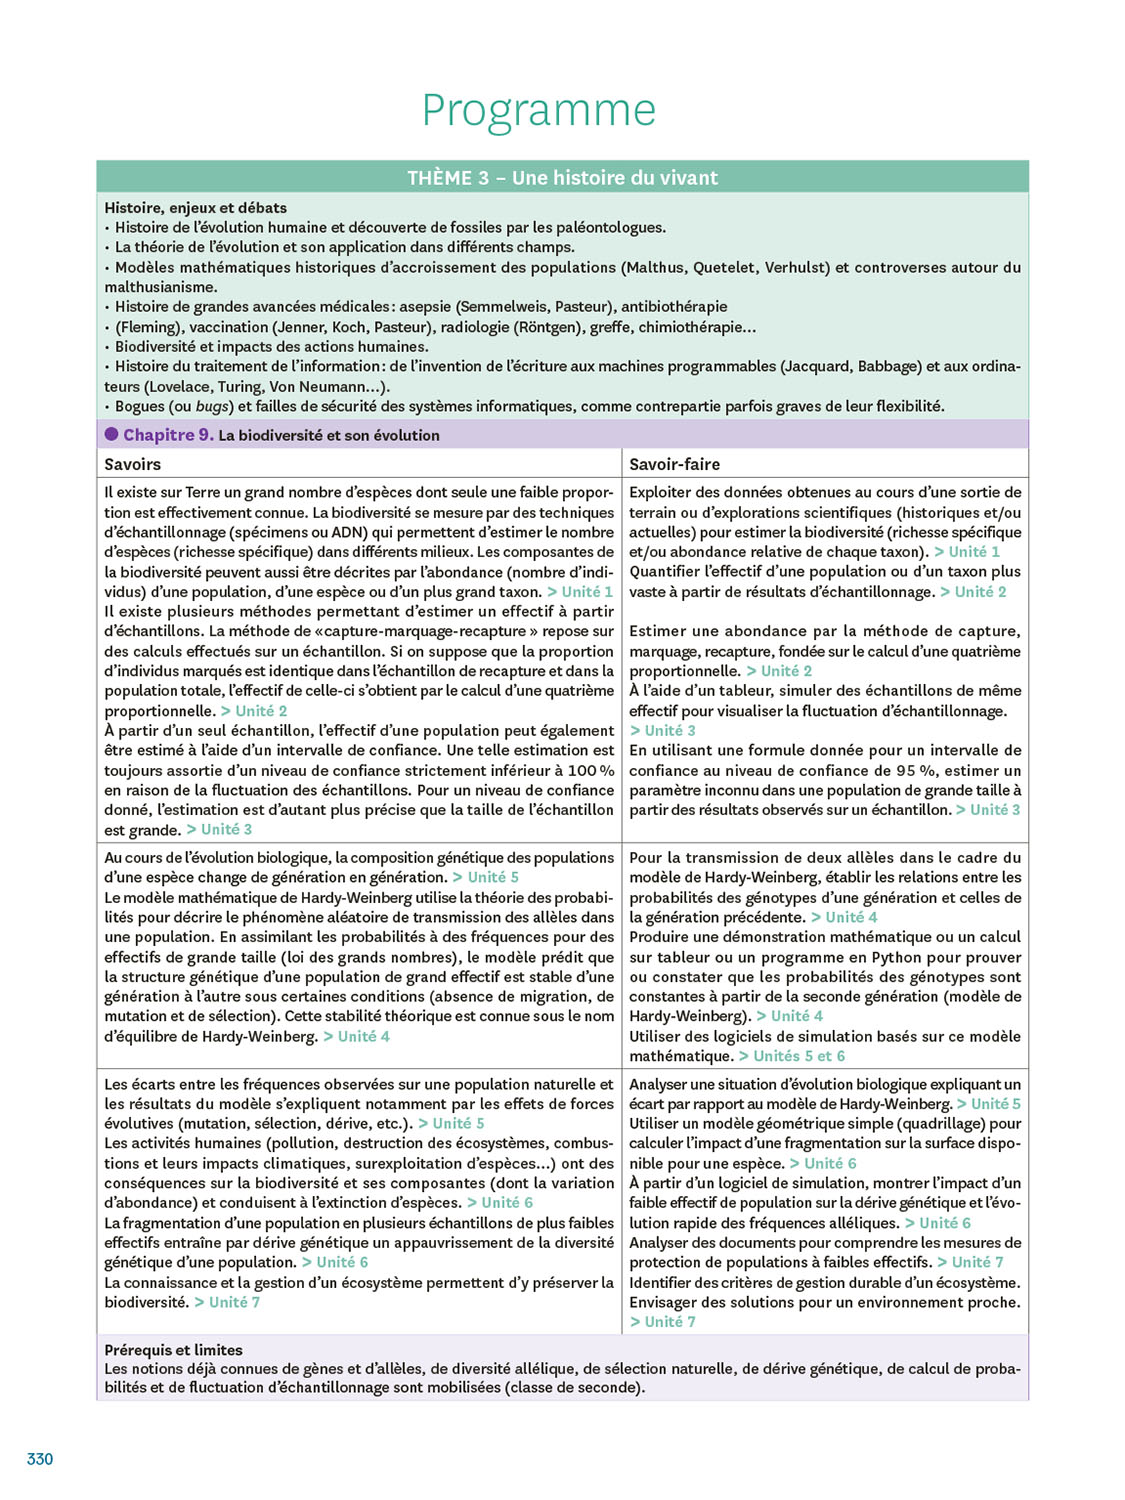 Programme
THÈME 3 – Une histoire du vivant
Histoire, enjeux et débats
• Histoire de l'évolution humaine et découverte de fossiles par les paléontologues.
• La théorie de l'évolution et son application dans différents champs.
• Modèles mathématiques historiques d'accroissement des populations (Malthus, Quetelet, Verhulst) et controverses autour du
malthusianisme.
• Histoire de grandes avancées médicales : asepsie (Semmelweis, Pasteur), antibiothérapie
• (Fleming), vaccination (Jenner, Koch, Pasteur), radiologie (Röntgen), greffe, chimiothérapie…
• Biodiversité et impacts des actions humaines.
• Histoire du traitement de l'information : de l'invention de l'écriture aux machines programmables (Jacquard, Babbage) et aux ordina-
teurs (Lovelace, Turing, Von Neumann…).
• Bogues (ou bugs) et failles de sécurité des systèmes informatiques, comme contrepartie parfois graves de leur flexibilité.
● Chapitre 9. La biodiversité et son évolution
Savoirs
Il existe sur Terre un grand nombre d'espèces dont seule une faible propor-
tion est effectivement connue. La biodiversité se mesure par des techniques
d'échantillonnage (spécimens ou ADN) qui permettent d'estimer le nombre
d'espèces (richesse spécifique) dans différents milieux. Les composantes de
la biodiversité peuvent aussi être décrites par l'abondance (nombre d'indi-
vidus) d'une population, d'une espèce ou d'un plus grand taxon. > Unité 1
Il existe plusieurs méthodes permettant d'estimer un effectif à partir
d'échantillons. La méthode de «capture-marquage-recapture » repose sur
des calculs effectués sur un échantillon. Si on suppose que la proportion
d'individus marqués est identique dans l'échantillon de recapture et dans la
population totale, l'effectif de celle-ci s'obtient par le calcul d'une quatrième
proportionnelle. > Unité 2
À partir d'un seul échantillon, l'effectif d'une population peut également
être estimé à l'aide d'un intervalle de confiance. Une telle estimation est
toujours assortie d'un niveau de confiance strictement inférieur à 100 %
en raison de la fluctuation des échantillons. Pour un niveau de confiance
donné, l'estimation est d'autant plus précise que la taille de l'échantillon
est grande. > Unité 3
Savoir-faire
Exploiter des données obtenues au cours d'une sortie de
terrain ou d'explorations scientifiques (historiques et/ou
actuelles) pour estimer la biodiversité (richesse spécifique
et/ou abondance relative de chaque taxon). > Unité 1
Quantifier l'effectif d'une population ou d'un taxon plus
vaste à partir de résultats d'échantillonnage. > Unité 2
Estimer une abondance par la méthode de capture,
marquage, recapture, fondée sur le calcul d'une quatrième
proportionnelle. > Unité 2
À l'aide d'un tableur, simuler des échantillons de même
effectif pour visualiser la fluctuation d'échantillonnage.
> Unité 3
En utilisant une formule donnée pour un intervalle de
confiance au niveau de confiance de 95 %, estimer un
paramètre inconnu dans une population de grande taille à
partir des résultats observés sur un échantillon. > Unité 3
Au cours de l'évolution biologique, la composition génétique des populations
d'une espèce change de génération en génération. > Unité 5
Le modèle mathématique de Hardy-Weinberg utilise la théorie des probabi-
lités pour décrire le phénomène aléatoire de transmission des allèles dans
une population. En assimilant les probabilités à des fréquences pour des
effectifs de grande taille (loi des grands nombres), le modèle prédit que
la structure génétique d'une population de grand effectif est stable d'une
génération à l'autre sous certaines conditions (absence de migration, de
mutation et de sélection). Cette stabilité théorique est connue sous le nom
d'équilibre de Hardy-Weinberg. > Unité 4
Pour la transmission de deux allèles dans le cadre du
modèle de Hardy-Weinberg, établir les relations entre les
probabilités des génotypes d'une génération et celles de
la génération précédente. > Unité 4
Produire une démonstration mathématique ou un calcul
sur tableur ou un programme en Python pour prouver
ou constater que les probabilités des génotypes sont
constantes à partir de la seconde génération (modèle de
Hardy-Weinberg). > Unité 4
Utiliser des logiciels de simulation basés sur ce modèle
mathématique. > Unités 5 et 6
Les écarts entre les fréquences observées sur une population naturelle et
les résultats du modèle s'expliquent notamment par les effets de forces
évolutives (mutation, sélection, dérive, etc.). > Unité 5
Les activités humaines (pollution, destruction des écosystèmes, combus-
tions et leurs impacts climatiques, surexploitation d'espèces…) ont des
conséquences sur la biodiversité et ses composantes (dont la variation
d'abondance) et conduisent à l'extinction d'espèces. > Unité 6
La fragmentation d'une population en plusieurs échantillons de plus faibles
effectifs entraîne par dérive génétique un appauvrissement de la diversité
génétique d'une population. > Unité 6
La connaissance et la gestion d'un écosystème permettent d'y préserver la
biodiversité. > Unité 7
Analyser une situation d'évolution biologique expliquant un
écart par rapport au modèle de Hardy-Weinberg. > Unité 5
Utiliser un modèle géométrique simple (quadrillage) pour
calculer l'impact d'une fragmentation sur la surface dispo-
nible pour une espèce. > Unité 6
À partir d'un logiciel de simulation, montrer l'impact d'un
faible effectif de population sur la dérive génétique et l'évo-
lution rapide des fréquences alléliques. > Unité 6
Analyser des documents pour comprendre les mesures de
protection de populations à faibles effectifs. > Unité 7
Identifier des critères de gestion durable d'un écosystème.
Envisager des solutions pour un environnement proche.
> Unité 7
Prérequis et limites
Les notions déjà connues de gènes et d'allèles, de diversité allélique, de sélection naturelle, de dérive génétique, de calcul de proba-
bilités et de fluctuation d'échantillonnage sont mobilisées (classe de seconde).
330